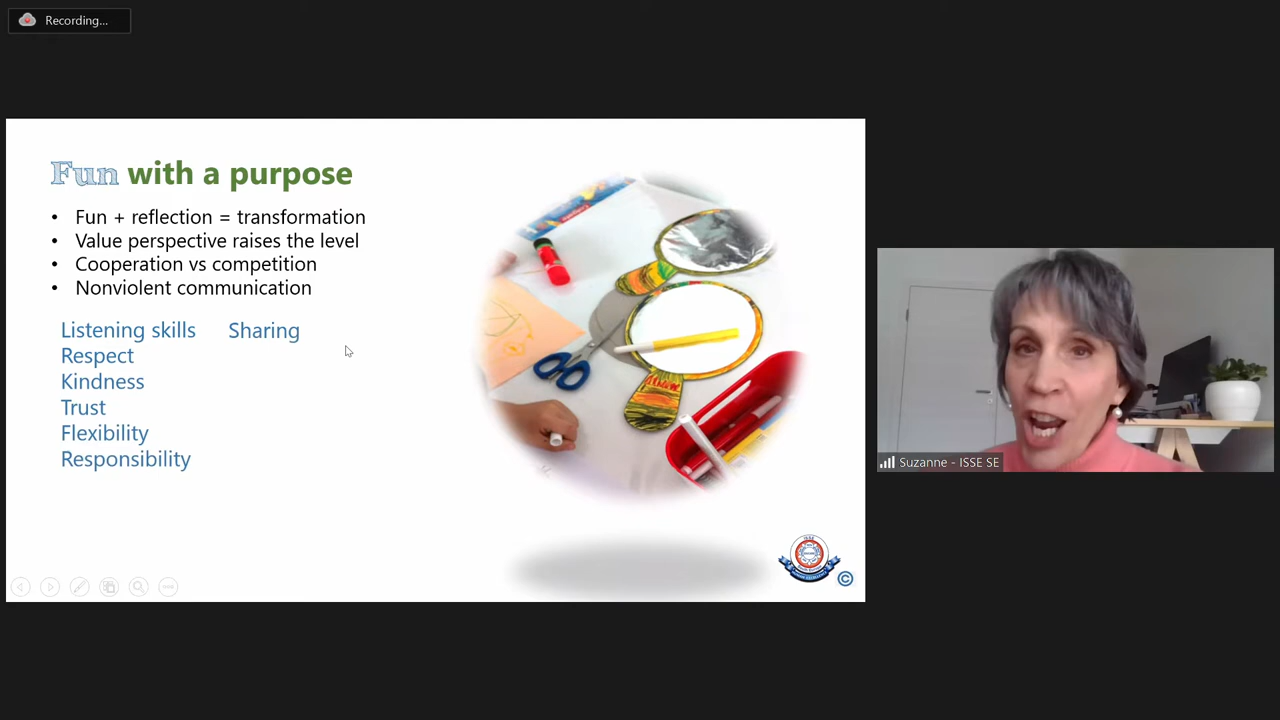 Recording...
Fun with a purpose
• Fun + reflection = transformation
• Value perspective raises the level
• Cooperation vs competition
• Nonviolent communication
Listening skills Sharing
Respect
Kindness
Trust
Flexibility
Responsibility
ISSE
©
Suzanne - ISSE SE